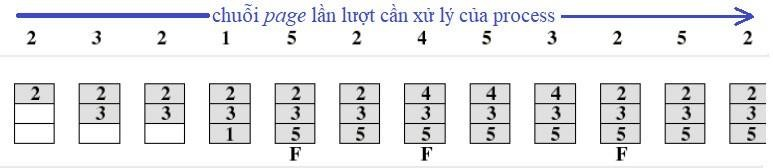 chuỗi page lần lượt cần xử lý của process
2 3 2 1 5 2 4 5 3 2 5 2
2 2 2 2 2 2 4 4 4 2 2 2
3 3 3 3 3 3 3 3 3 3 3
1 5 5 5 5 5 5 5 5
F F F